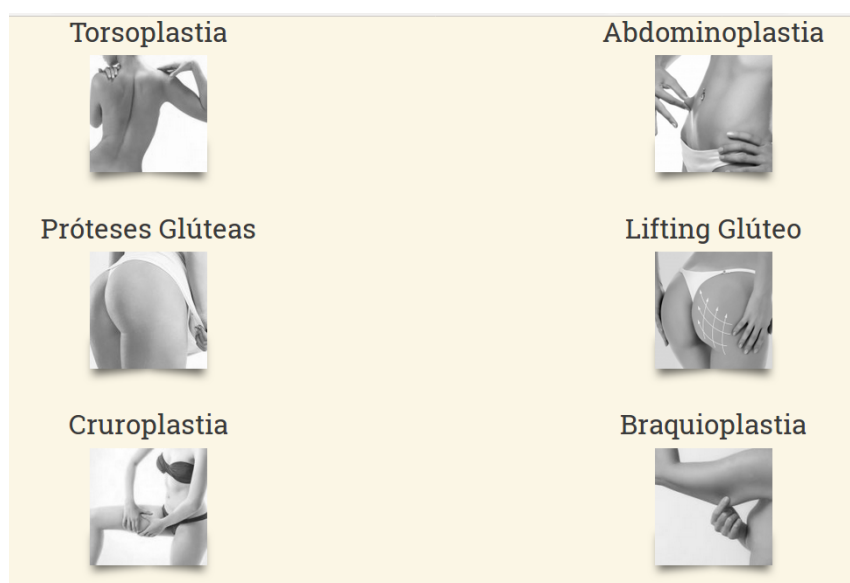 Torsoplastia
Abdominoplastia
Próteses Glúteas
Lifting Glúteo
Cruroplastia
Braquioplastia